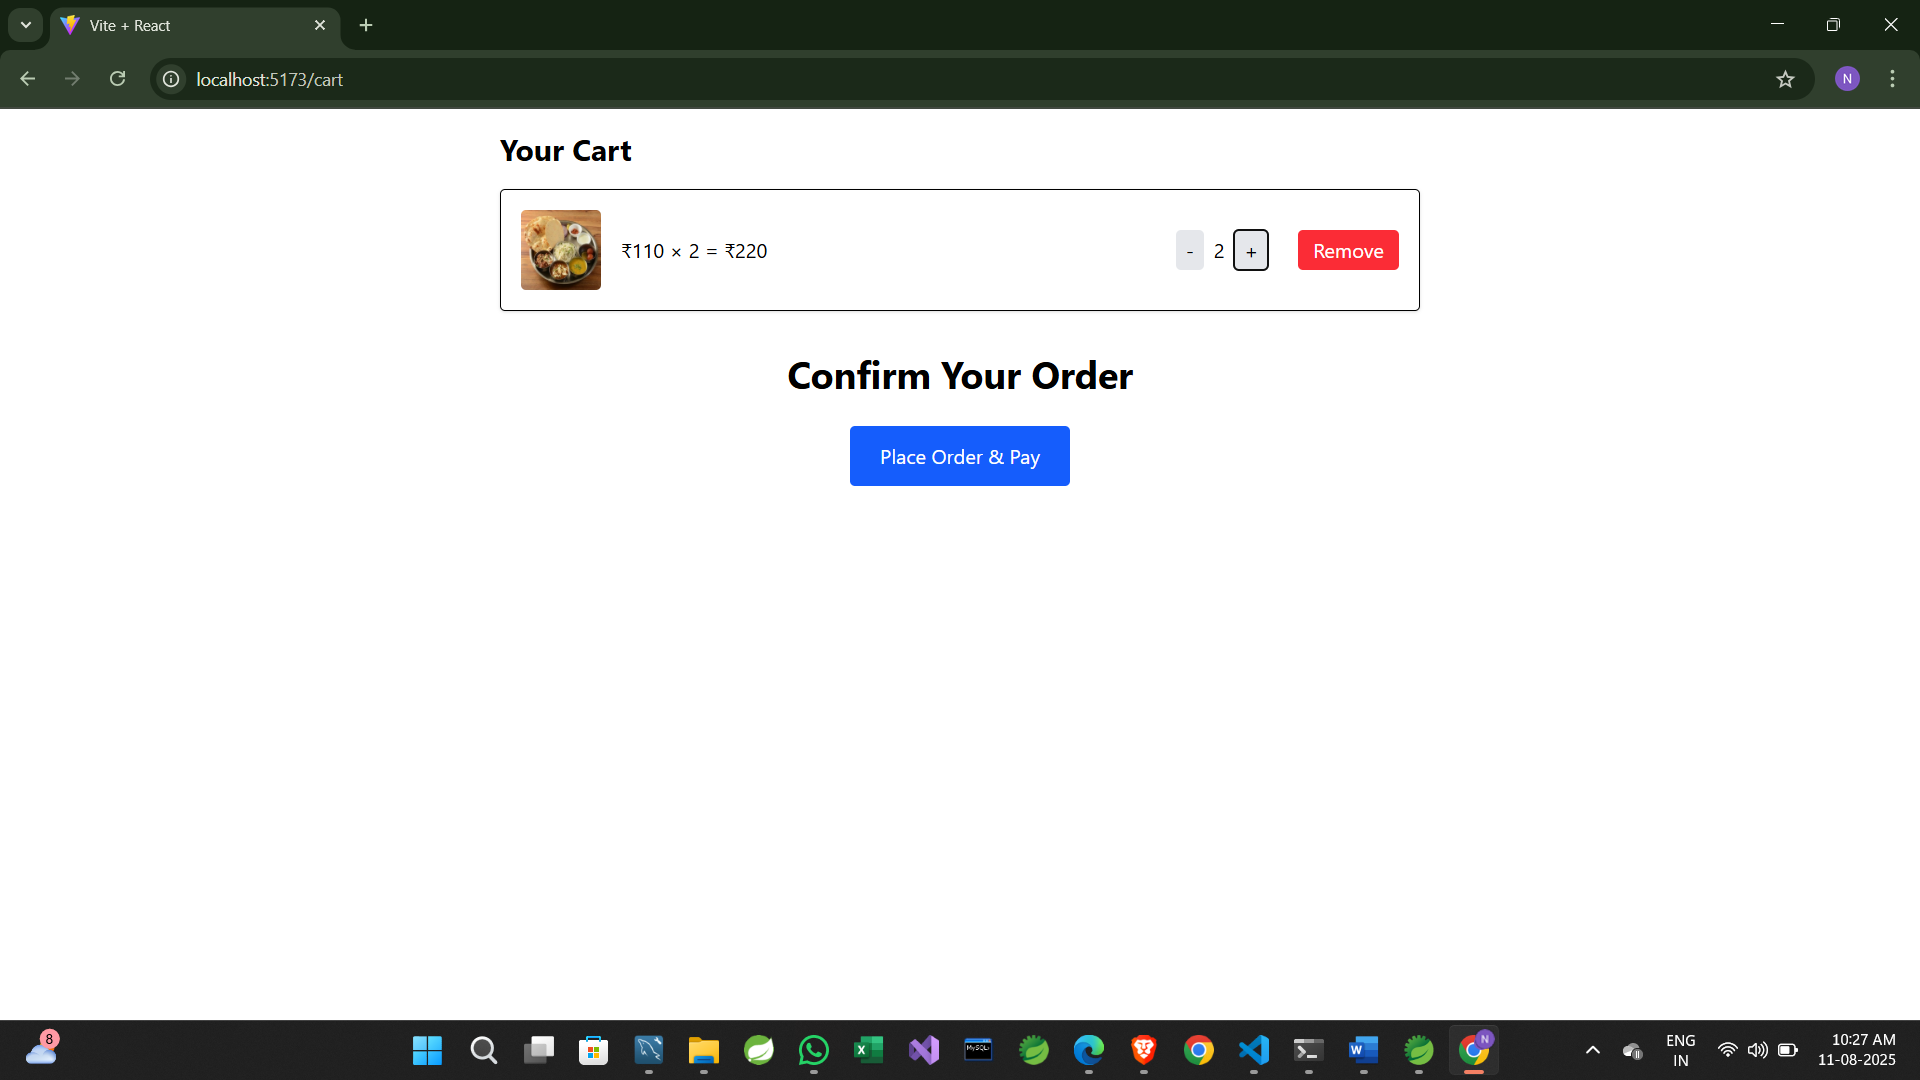 Vite + React
localhost:5173/cart
N
Your Cart
₹110 × 2 = ₹220
- 2 +
Remove
Confirm Your Order
Place Order & Pay
8
MySQL
N
ENG
IN
10:27 AM
11-08-2025